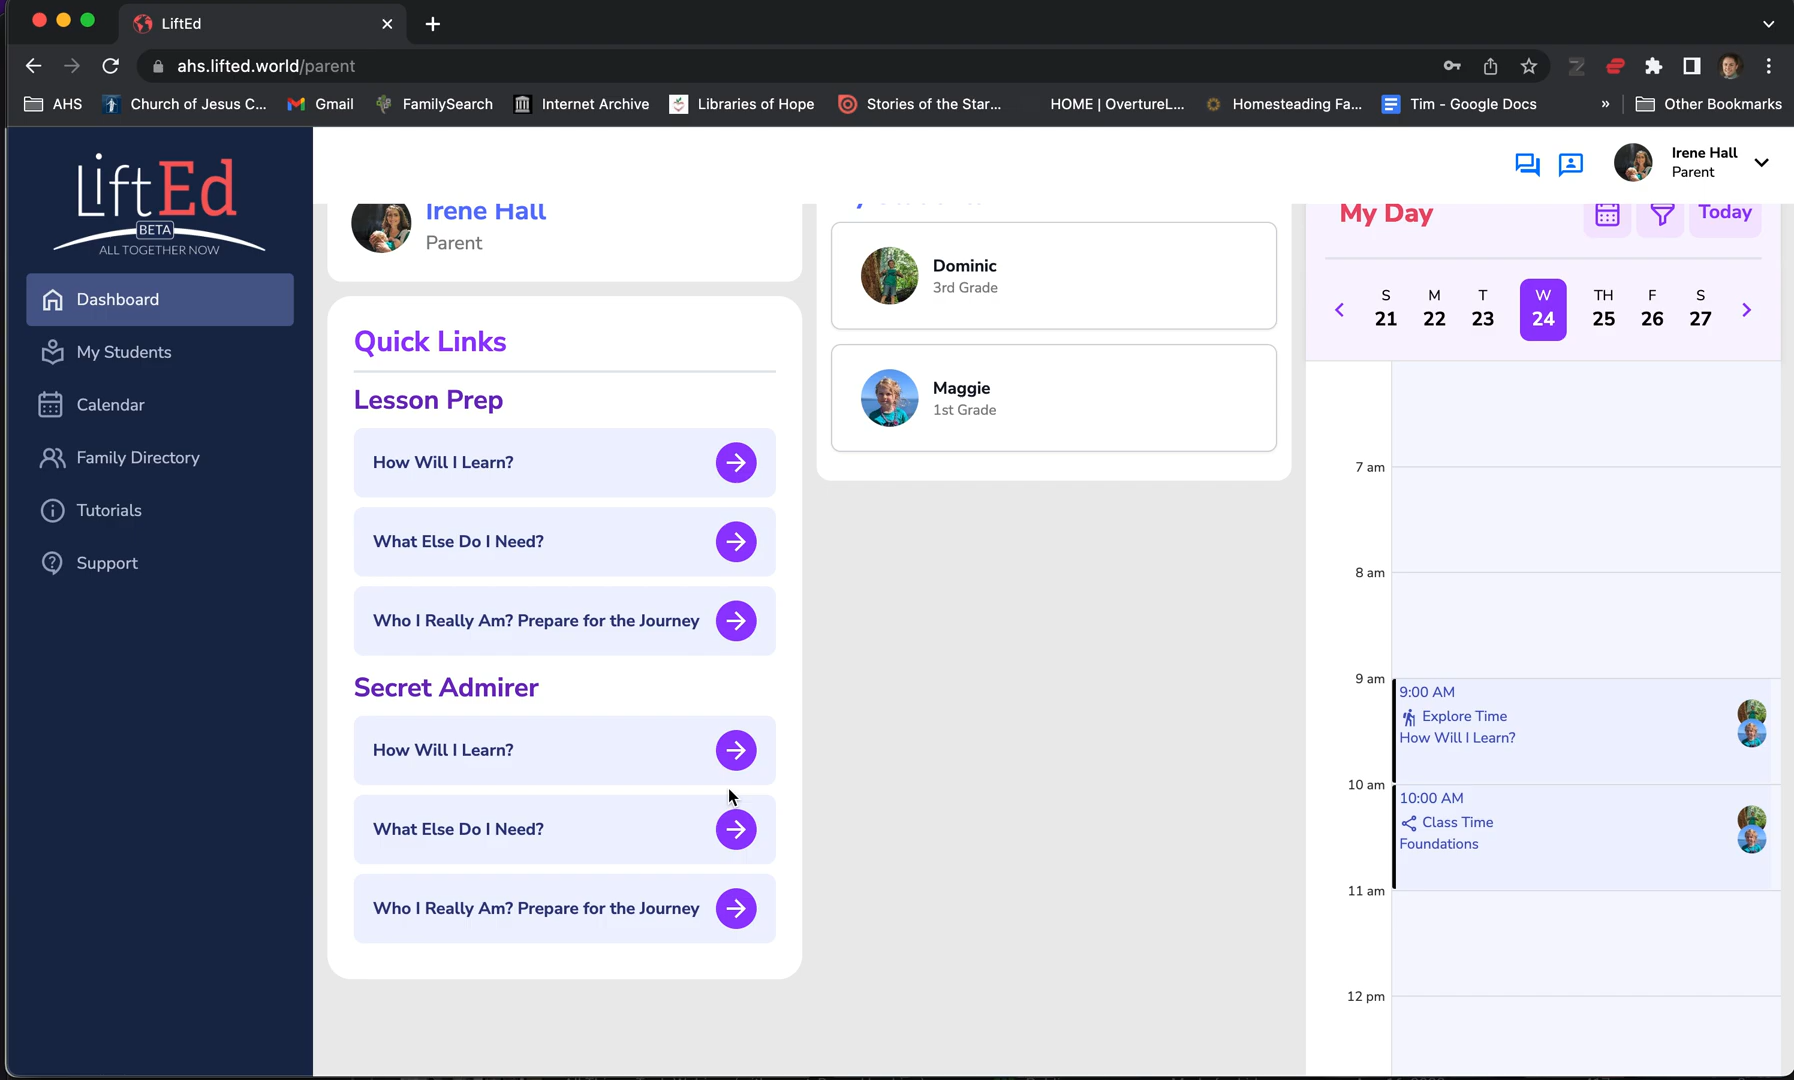 LiftEd
ahs.lifted.world/parent
AHS
Church of Jesus C...
Gmail
FamilySearch
Internet Archive
Libraries of Hope
Stories of the Star...
HOME | OvertureL...
Homesteading Fa...
Tim - Google Docs
»
Other Bookmarks
LiftEd
BETA
ALL TOGETHER NOW
Dashboard
My Students
Calendar
Family Directory
Tutorials
Support
Irene Hall
Parent
Irene Hall
Parent
Quick Links
Lesson Prep
How Will I Learn?
What Else Do I Need?
Who I Really Am? Prepare for the Journey
Secret Admirer
How Will I Learn?
What Else Do I Need?
Who I Really Am? Prepare for the Journey
Dominic
3rd Grade
Maggie
1st Grade
My Day
Today
S M T W TH F S
21 22 23 24 25 26 27
7 am
8 am
9 am
9:00 AM
Explore Time
How Will I Learn?
10 am
10:00 AM
Class Time
Foundations
11 am
12 pm